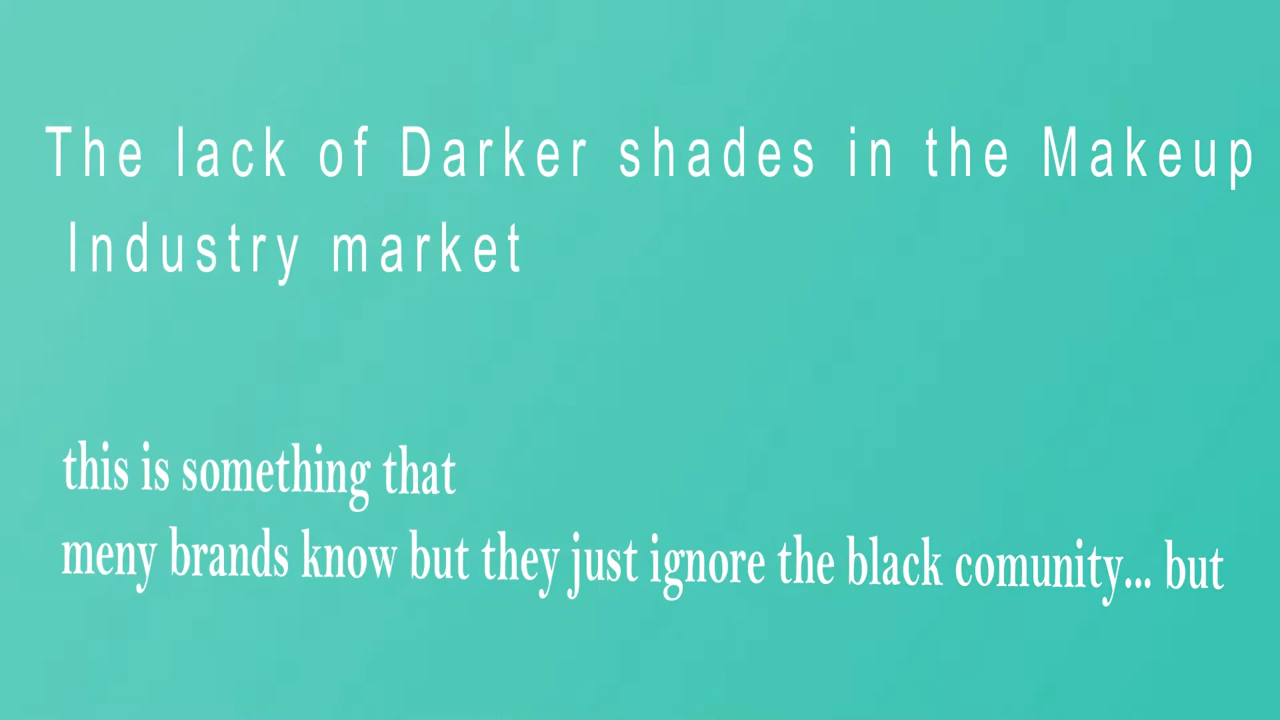 The lack of Darker shades in the Makeup
Industry market
this is something that
meny brands know but they just ignore the black comunity... but